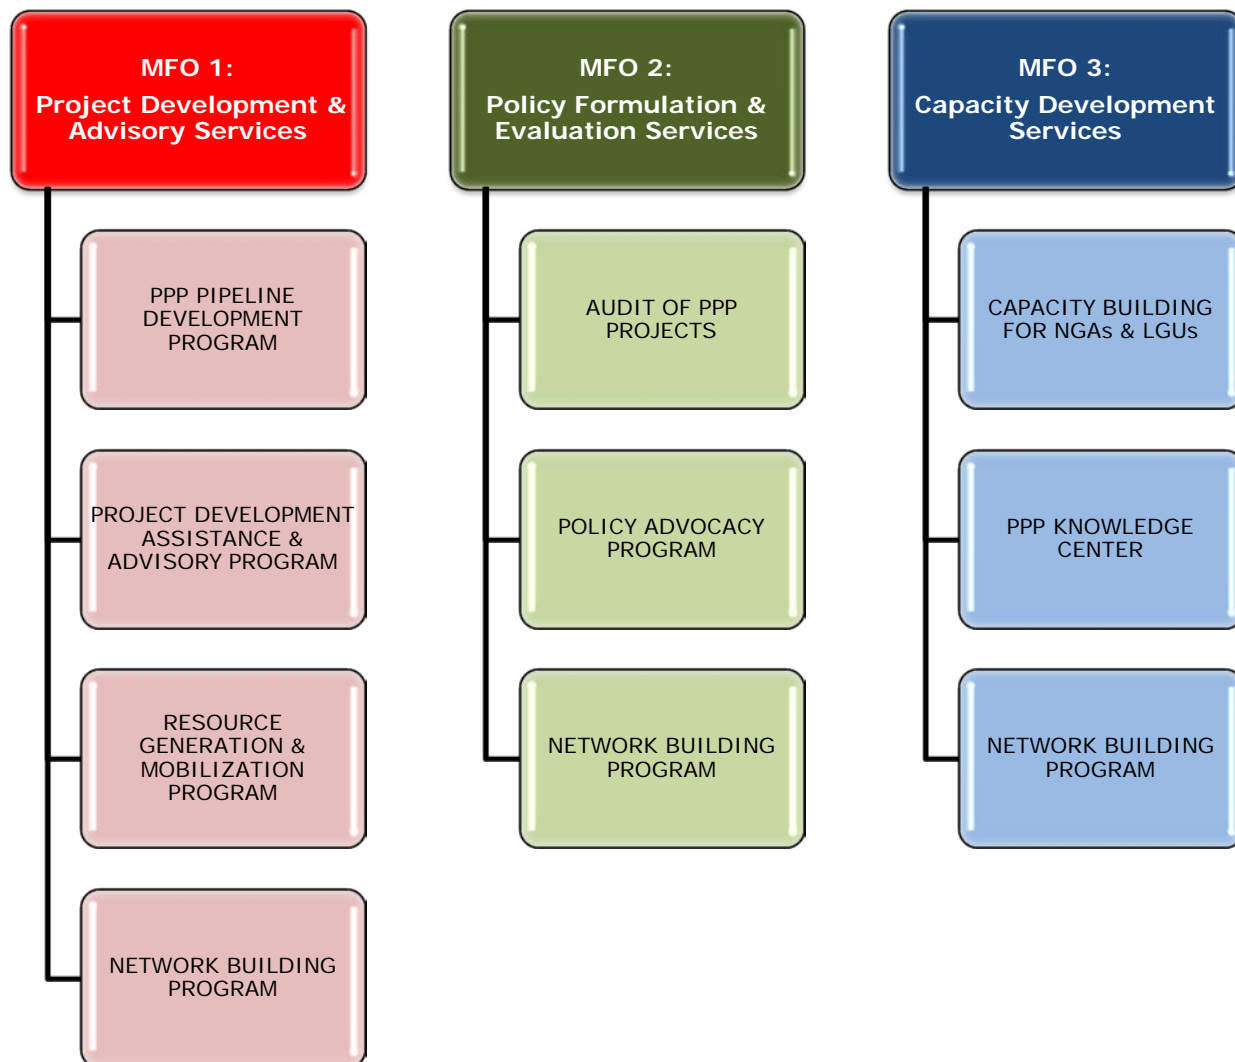 MFO 1:
Project Development &
Advisory Services
PPP PIPELINE
DEVELOPMENT
PROGRAM
PROJECT DEVELOPMENT
ASSISTANCE &
ADVISORY PROGRAM
RESOURCE
GENERATION &
MOBILIZATION
PROGRAM
NETWORK BUILDING
PROGRAM
MFO 2:
Policy Formulation &
Evaluation Services
AUDIT OF PPP
PROJECTS
POLICY ADVOCACY
PROGRAM
NETWORK BUILDING
PROGRAM
MFO 3:
Capacity Development
Services
CAPACITY BUILDING
FOR NGAs & LGUs
PPP KNOWLEDGE
CENTER
NETWORK BUILDING
PROGRAM